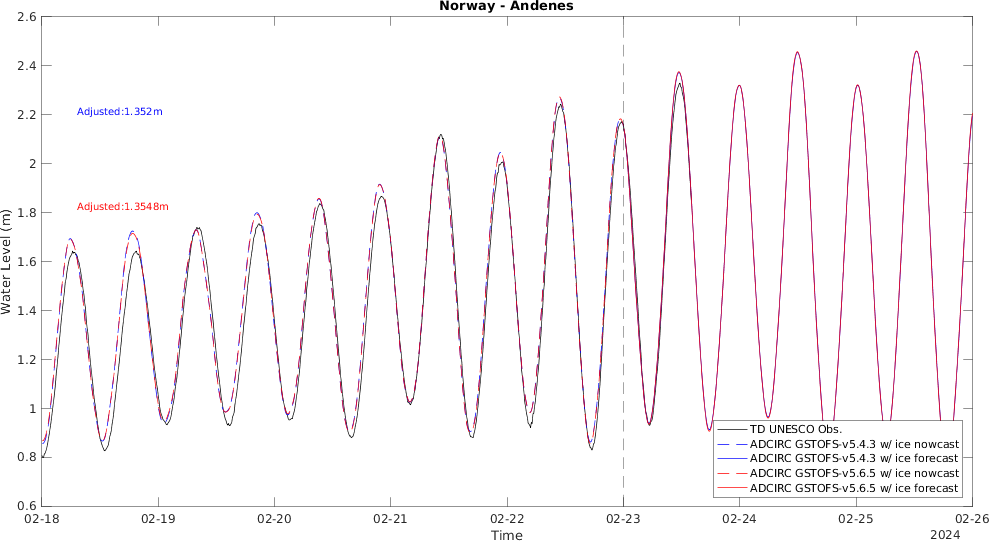 Norway - Andenes
2.6
2.4
2.2
2
1.8
1.6
1.4
1.2
1
0.8
0.6
Water Level (m)
Adjusted:1.352m
Adjusted:1.3548m
TD UNESCO Obs.
ADCIRC GSTOFS-v5.4.3 w/ ice nowcast
ADCIRC GSTOFS-v5.4.3 w/ ice forecast
ADCIRC GSTOFS-v5.6.5 w/ ice nowcast
ADCIRC GSTOFS-v5.6.5 w/ ice forecast
02-18 02-19 02-20 02-21 02-22 02-23 02-24 02-25 02-26
Time
2024